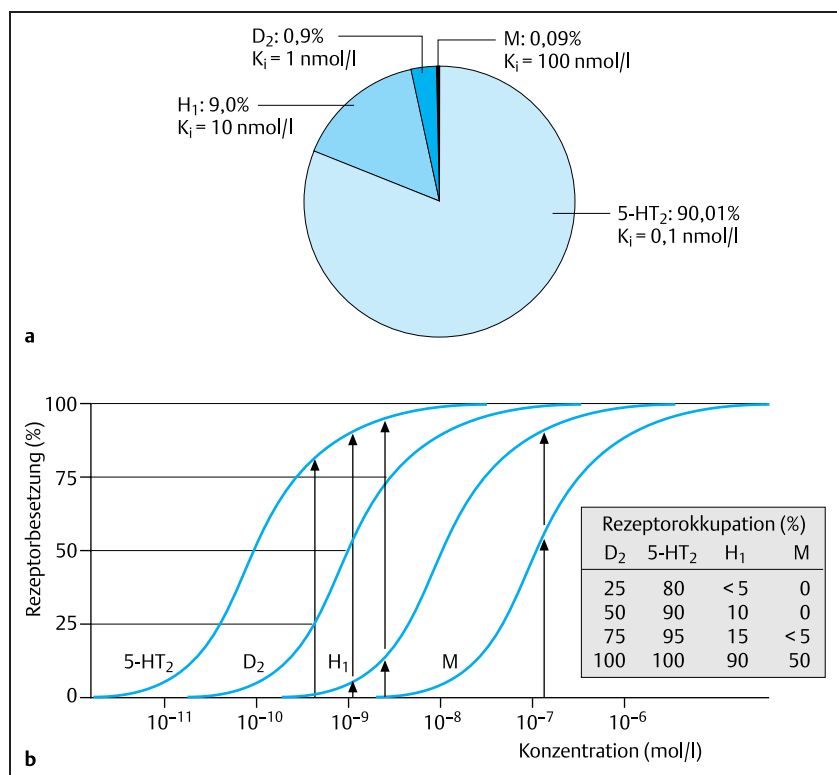 D₂: 0,9%
Kᵢ = 1 nmol/l
M: 0,09%
Kᵢ = 100 nmol/l
H₁: 9,0%
Kᵢ = 10 nmol/l
5-HT₂: 90,01%
Kᵢ = 0,1 nmol/l
a
Rezeptorbesetzung (%)
100
75
50
25
0
5-HT₂ D₂ H₁ M
Rezeptorokkupation (%)
D₂ 5-HT₂ H₁ M
25 80 < 5 0
50 90 10 0
75 95 15 < 5
100 100 90 50
10⁻¹¹ 10⁻¹⁰ 10⁻⁹ 10⁻⁸ 10⁻⁷ 10⁻⁶
Konzentration (mol/l)
b